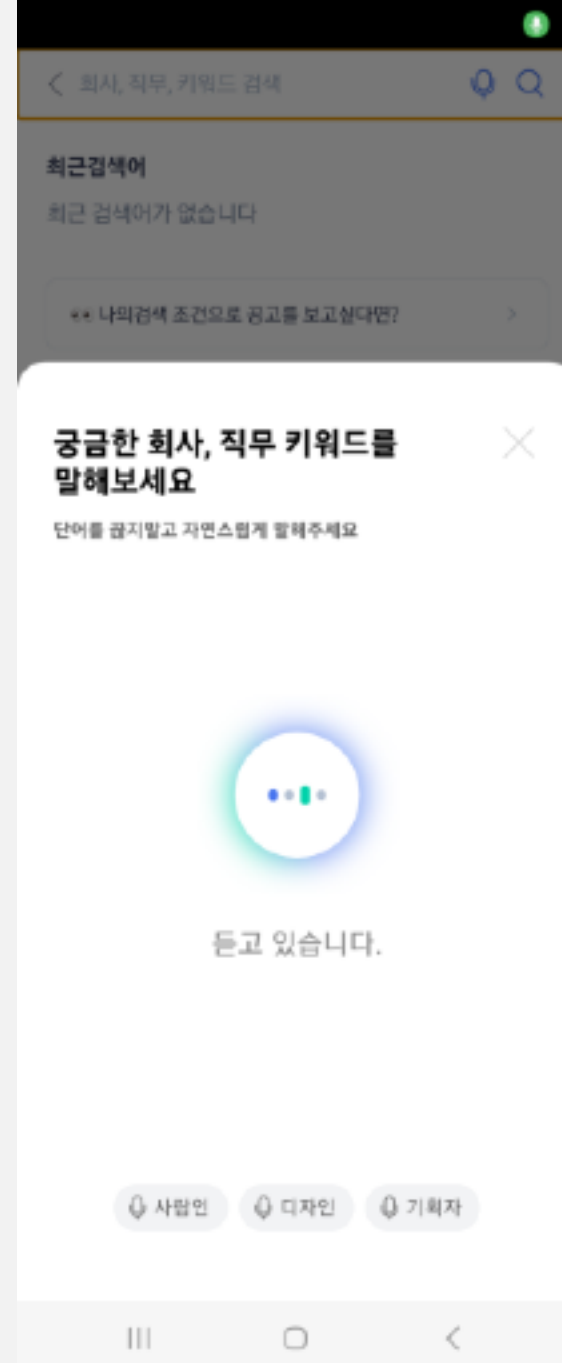 회사, 직무, 키워드 검색
최근검색어
최근 검색어가 없습니다
나의검색 조건으로 공고를 보고싶다면?
궁금한 회사, 직무 키워드를
말해보세요
단어를 끊지말고 자연스럽게 말해주세요
듣고 있습니다.
사람인
디자인
기획자